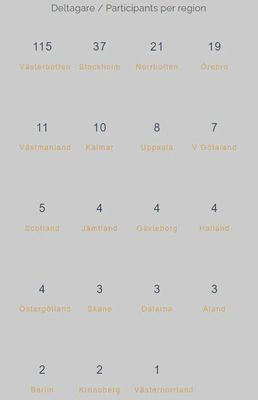 Deltagare / Participants per region
115 37 21 19
Västerbotten Stockholm Norrbotten Örebro
11 10 8 7
Västmanland Kalmar Uppsala V Götaland
5 4 4 4
Scotland Jämtland Gävleborg Halland
4 3 3 3
Östergötland Skåne Dalarna Åland
2 2 1
Berlin Kronoberg Västernorrland